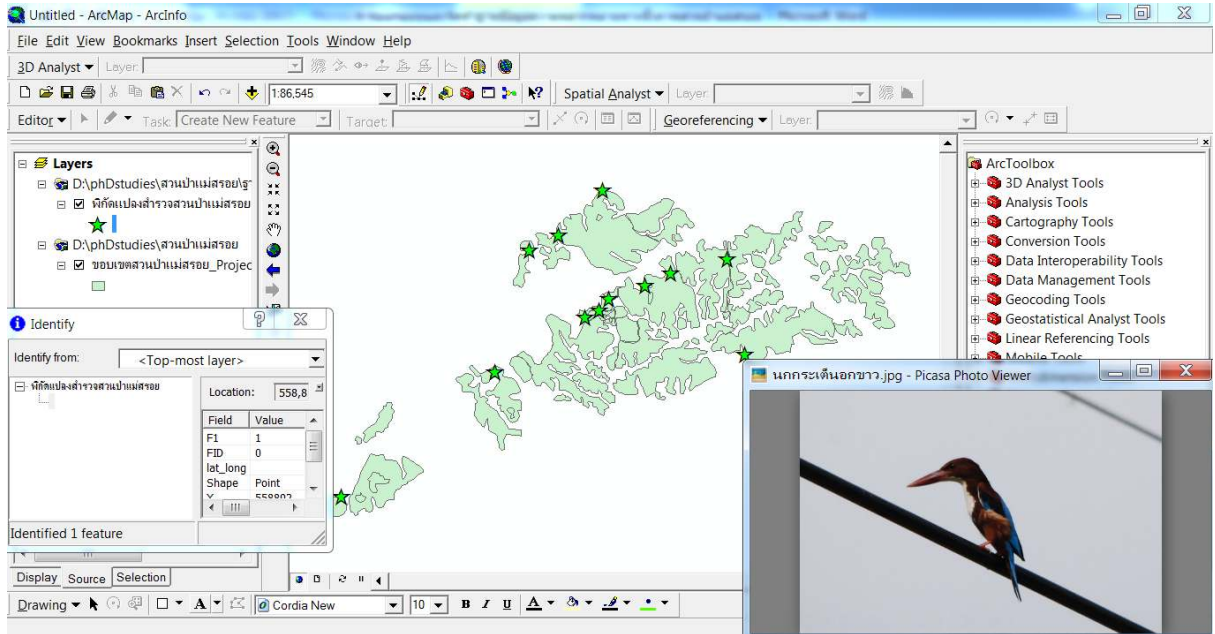 Untitled - ArcMap - ArcInfo
File Edit View Bookmarks Insert Selection Tools Window Help
3D Analyst Layer:
1:86,545 Spatial Analyst Layer:
Editor Task: Create New Feature Target: Georeferencing Layer:
Layers
D:\phDstudies\สวนป่าแม่สรอย\ฐ
พิกัดแปลงสำรวจสวนป่าแม่สรอย
D:\phDstudies\สวนป่าแม่สรอย
ขอบเขตสวนป่าแม่สรอย_Projec
ArcToolbox
3D Analyst Tools
Analysis Tools
Cartography Tools
Conversion Tools
Data Interoperability Tools
Data Management Tools
Geocoding Tools
Geostatistical Analyst Tools
Linear Referencing Tools
Mobile Tools
Identify
Identify from: <Top-most layer>
พิกัดแปลงสำรวจสวนป่าแม่สรอย
Location: 558,8
Field Value
F1 1
FID 0
lat_long
Shape Point
Identified 1 feature
นกกระเต็นอกขาว.jpg - Picasa Photo Viewer
Display Source Selection
Drawing A Cordia New 10 B I U A